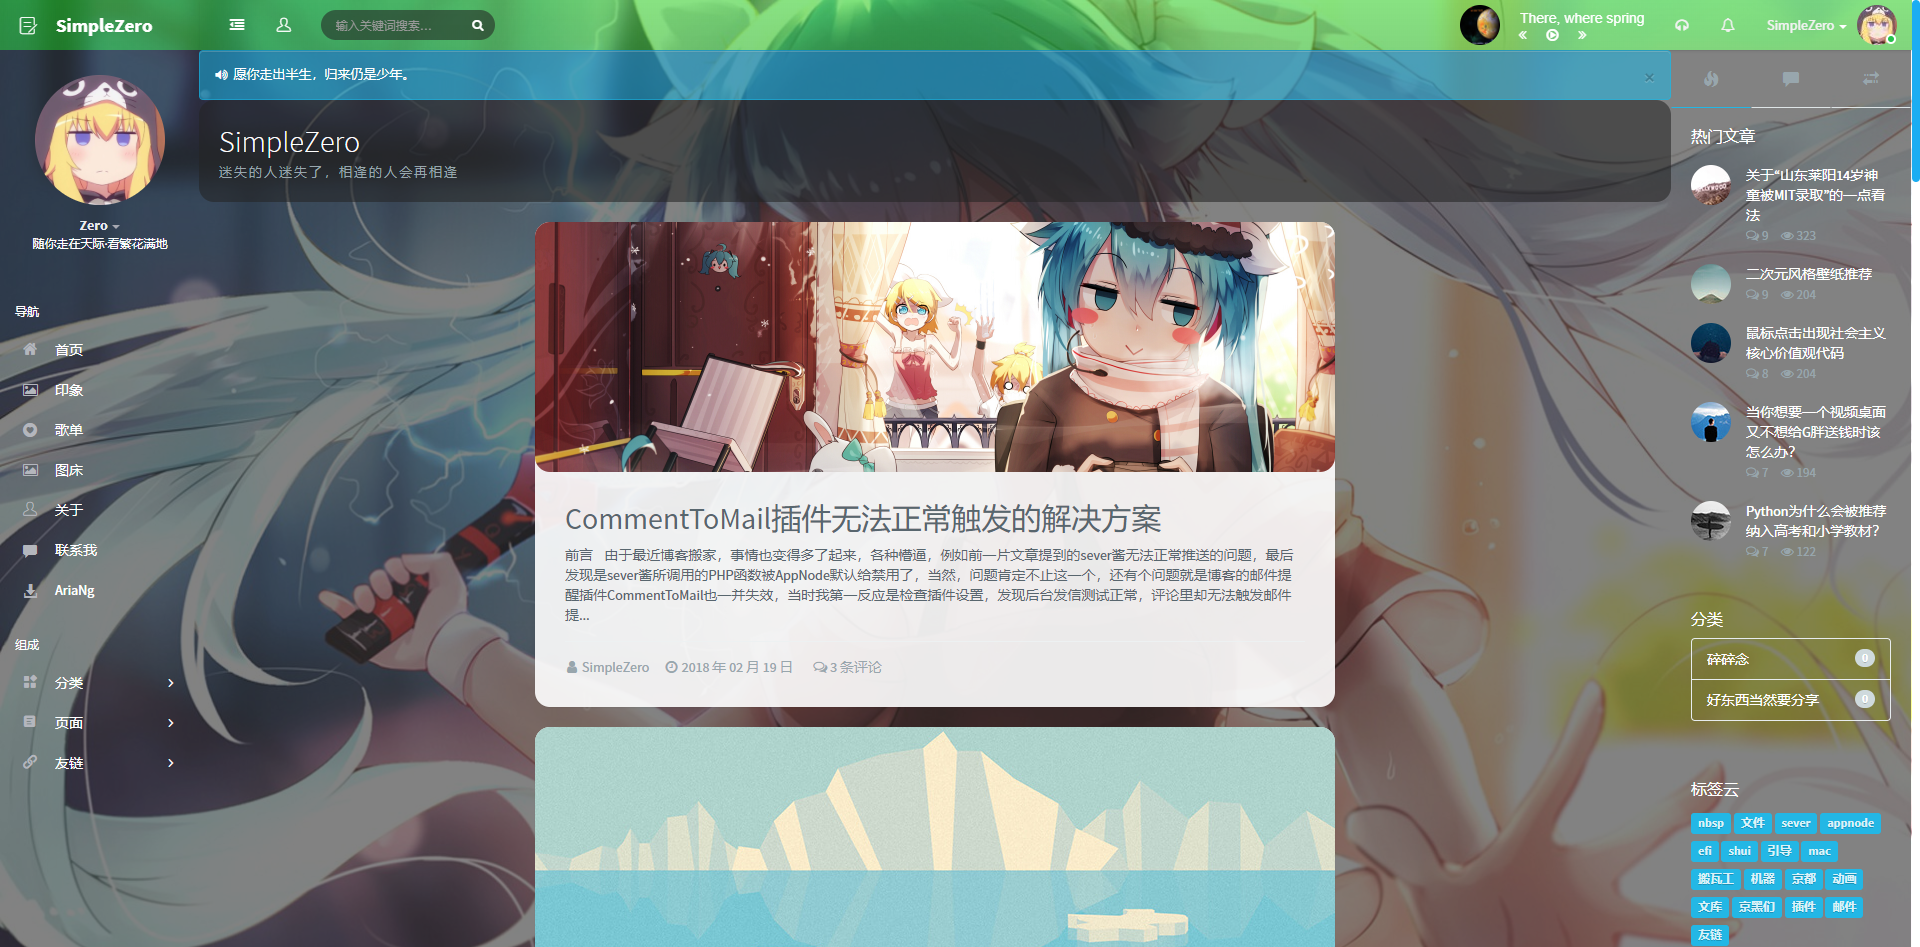 SimpleZero
输入关键词搜索...
There, where spring
SimpleZero
愿你走出半生，归来仍是少年。
×
SimpleZero
迷失的人迷失了，相逢的人会再相逢
Zero
随你走在天际·看繁花满地
导航
首页
印象
歌单
图床
关于
联系我
AriaNg
组成
分类
页面
友链
CommentToMail插件无法正常触发的解决方案
前言 由于最近博客搬家，事情也变得多了起来，各种懵逼，例如前一片文章提到的sever酱无法正常推送的问题，最后
发现是sever酱所调用的PHP函数被AppNode默认给禁用了，当然，问题肯定不止这一个，还有个问题就是博客的邮件提
醒插件CommentToMail也一并失效，当时我第一反应是检查插件设置，发现后台发信测试正常，评论里却无法触发邮件
提...
SimpleZero 2018 年 02 月 19 日 3 条评论
热门文章
关于“山东莱阳14岁神
童被MIT录取”的一点看
法
9 323
二次元风格壁纸推荐
9 204
鼠标点击出现社会主义
核心价值观代码
8 204
当你想要一个视频桌面
又不想给G胖送钱时该
怎么办？
7 194
Python为什么会被推荐
纳入高考和小学教材？
7 122
分类
碎碎念 0
好东西当然要分享 0
标签云
nbsp 文件 sever appnode
efi shui 引导 mac
搬瓦工 机器 京都 动画
文库 京黑们 插件 邮件
友链